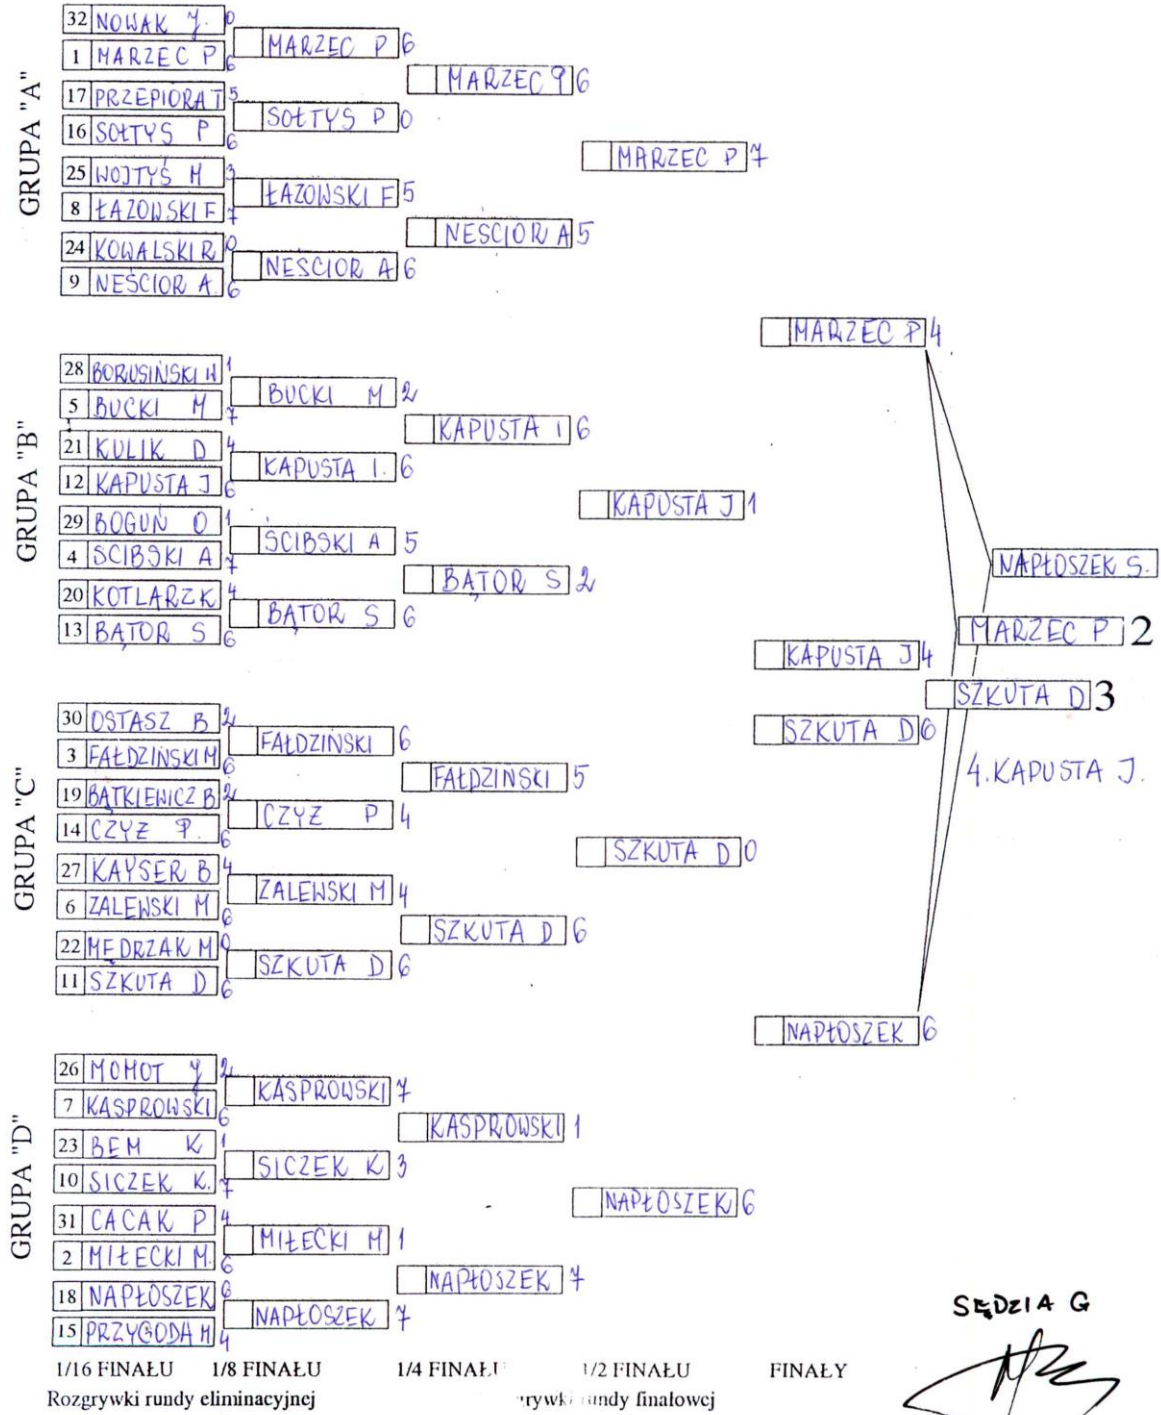 GRUPA "A"
32 NOWAK J. 0
1 MARZEC P 6
17 PRZEPIORA T 5
16 SOŁTYS P 6
25 WOJTYŚ M 3
8 ŁAZOWSKI F 7
24 KOWALSKI R 0
9 NEŚCIOR A. 6
MARZEC P 6
SOŁTYS P 0
ŁAZOWSKI F 5
NEŚCIOR A 6
MARZEC P 6
NEŚCIOR A 5
MARZEC P 7
GRUPA "B"
28 BORUSIŃSKI W 1
5 BUCKI M 7
21 KULIK D 4
12 KAPUSTA J 6
29 BOGUŃ O 1
4 ŚCIBSKI A 7
20 KOTLARZ K 4
13 BĄTOR S 6
BUCKI M 2
KAPUSTA I. 6
ŚCIBSKI A 5
BĄTOR S 6
KAPUSTA I 6
BĄTOR S 2
KAPUSTA J 1
GRUPA "C"
30 OSTASZ B 2
3 FAŁDZIŃSKI M 6
19 BĄTKIEWICZ B 2
14 CZYŻ P. 6
27 KAYSER B 4
6 ZALEWSKI M 6
22 MĘDRZAK M 0
11 SZKUTA D 6
FAŁDZIŃSKI 6
CZYŻ P 4
ZALEWSKI M 4
SZKUTA D 6
FAŁDZIŃSKI 5
SZKUTA D 6
SZKUTA D 0
GRUPA "D"
26 MOMOT J 2
7 KASPROWSKI 6
23 BEM K 1
10 SICZEK K. 7
31 CACAK P 4
2 MIŁECKI M. 6
18 NAPŁOSZEK 6
15 PRZYGODA M 4
KASPROWSKI 7
SICZEK K 3
MIŁECKI M 1
NAPŁOSZEK 7
KASPROWSKI 1
NAPŁOSZEK 7
NAPŁOSZEK 6
MARZEC P 4
KAPUSTA J 4
SZKUTA D 6
NAPŁOSZEK 6
NAPŁOSZEK S.
MARZEC P 2
SZKUTA D 3
4. KAPUSTA J.
SĘDZIA G
1/16 FINAŁU 1/8 FINAŁU 1/4 FINAŁU 1/2 FINAŁU FINAŁY
Rozgrywki rundy eliminacyjnej rundy finałowej